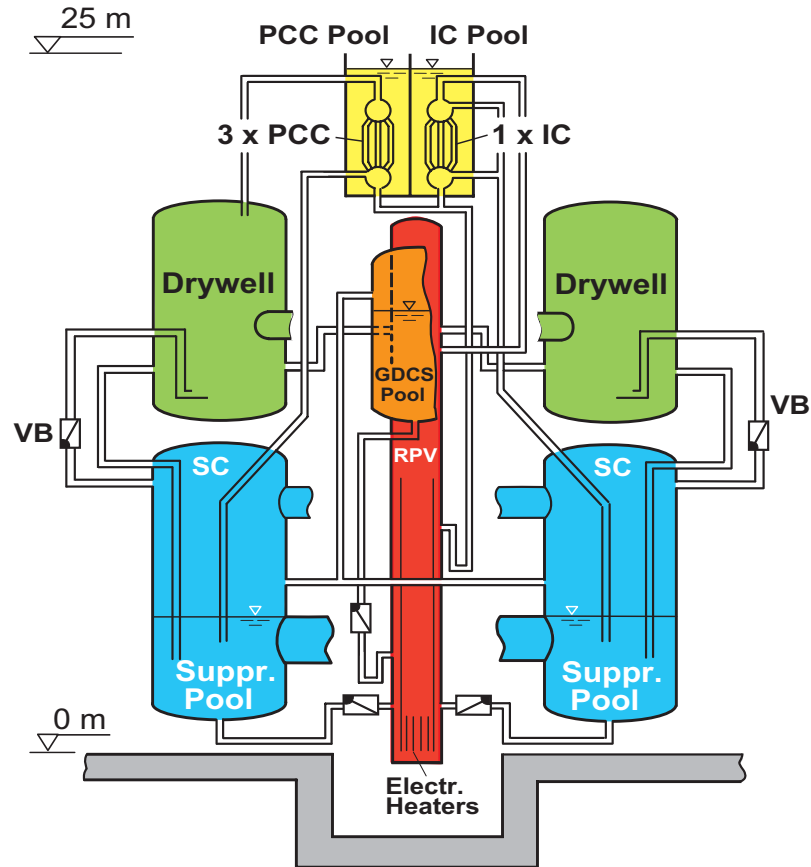 25 m
PCC Pool
IC Pool
3 x PCC
1 x IC
Drywell
Drywell
GDCS
Pool
VB
VB
SC
RPV
SC
Suppr.
Pool
Suppr.
Pool
0 m
Electr.
Heaters